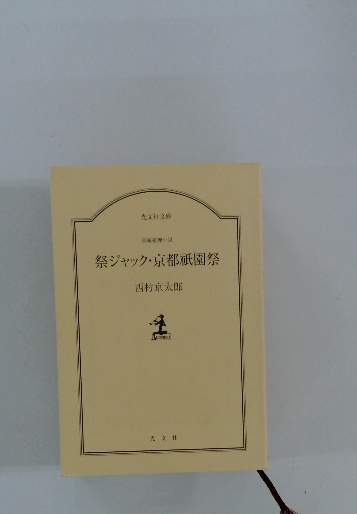 光文社文庫
長編推理小説
祭ジャック・京都祇園祭
西村京太郎
光文社